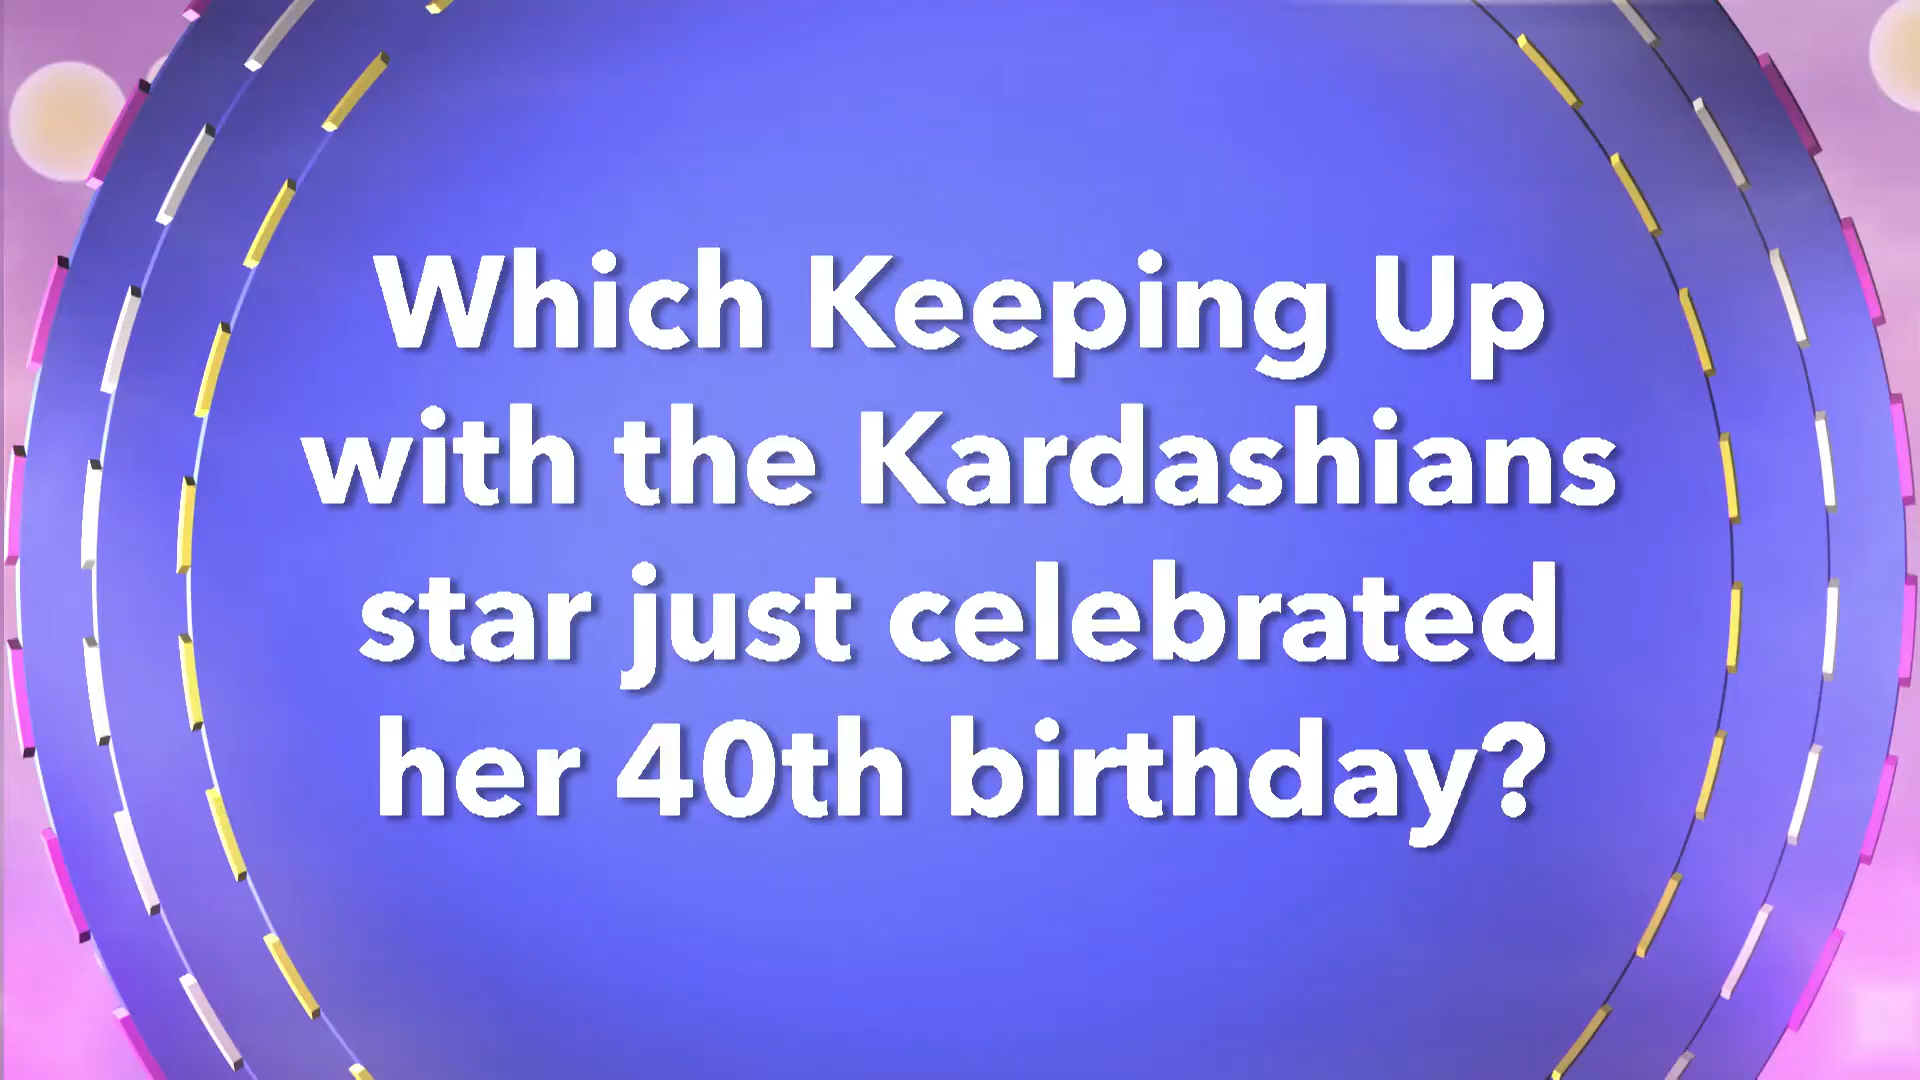 Which Keeping Up
with the Kardashians
star just celebrated
her 40th birthday?